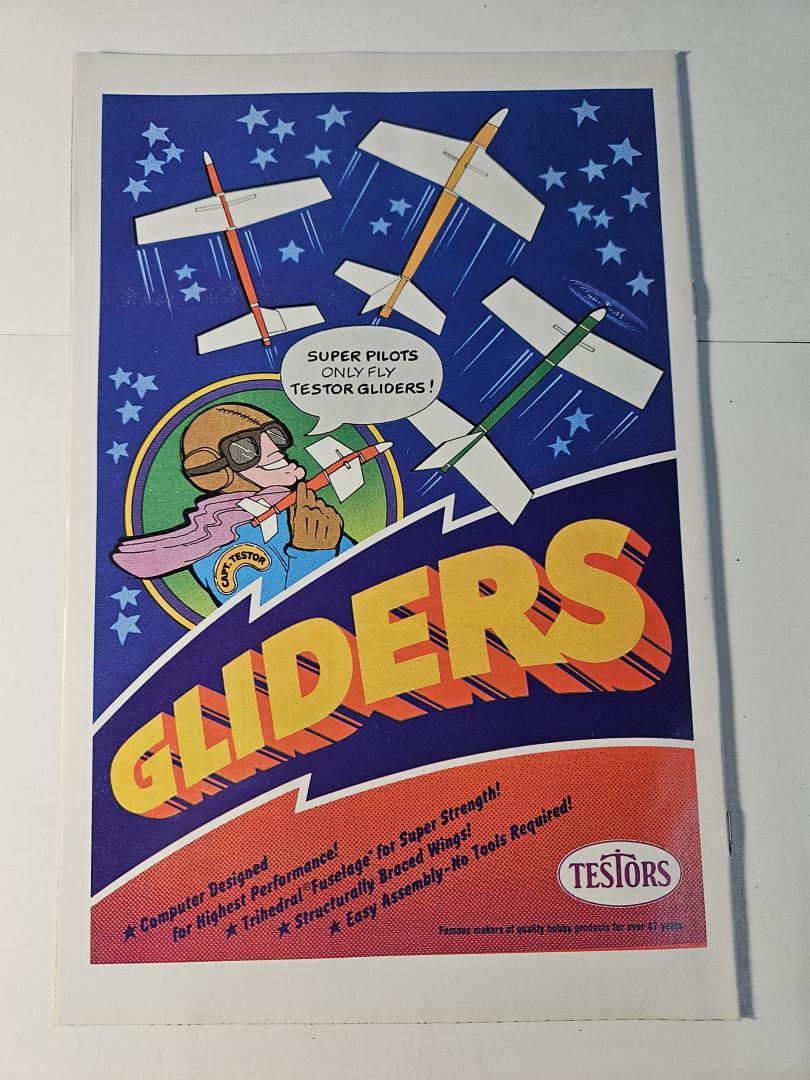 SUPER PILOTS
ONLY FLY
TESTOR GLIDERS!
CAPT. TESTOR
GLIDERS
★ Computer Designed
for Highest Performance!
★ Trihedral® Fuselage* for Super Strength!
★ Structurally Braced Wings!
★ Easy Assembly-No Tools Required!
TESTORS
Famous makers of quality hobby products for over 47 years.